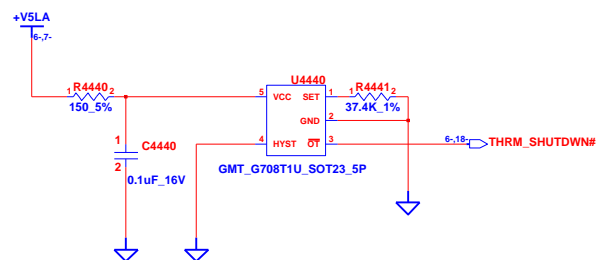 +V5LA
6-,7-
1 R4440 2
150_5%
1 C4440
2
0.1uF_16V
U4440
5 VCC SET 1
GND 2
4 HYST OT 3
GMT_G708T1U_SOT23_5P
1 R4441 2
37.4K_1%
6-,18-
THRM_SHUTDWN#